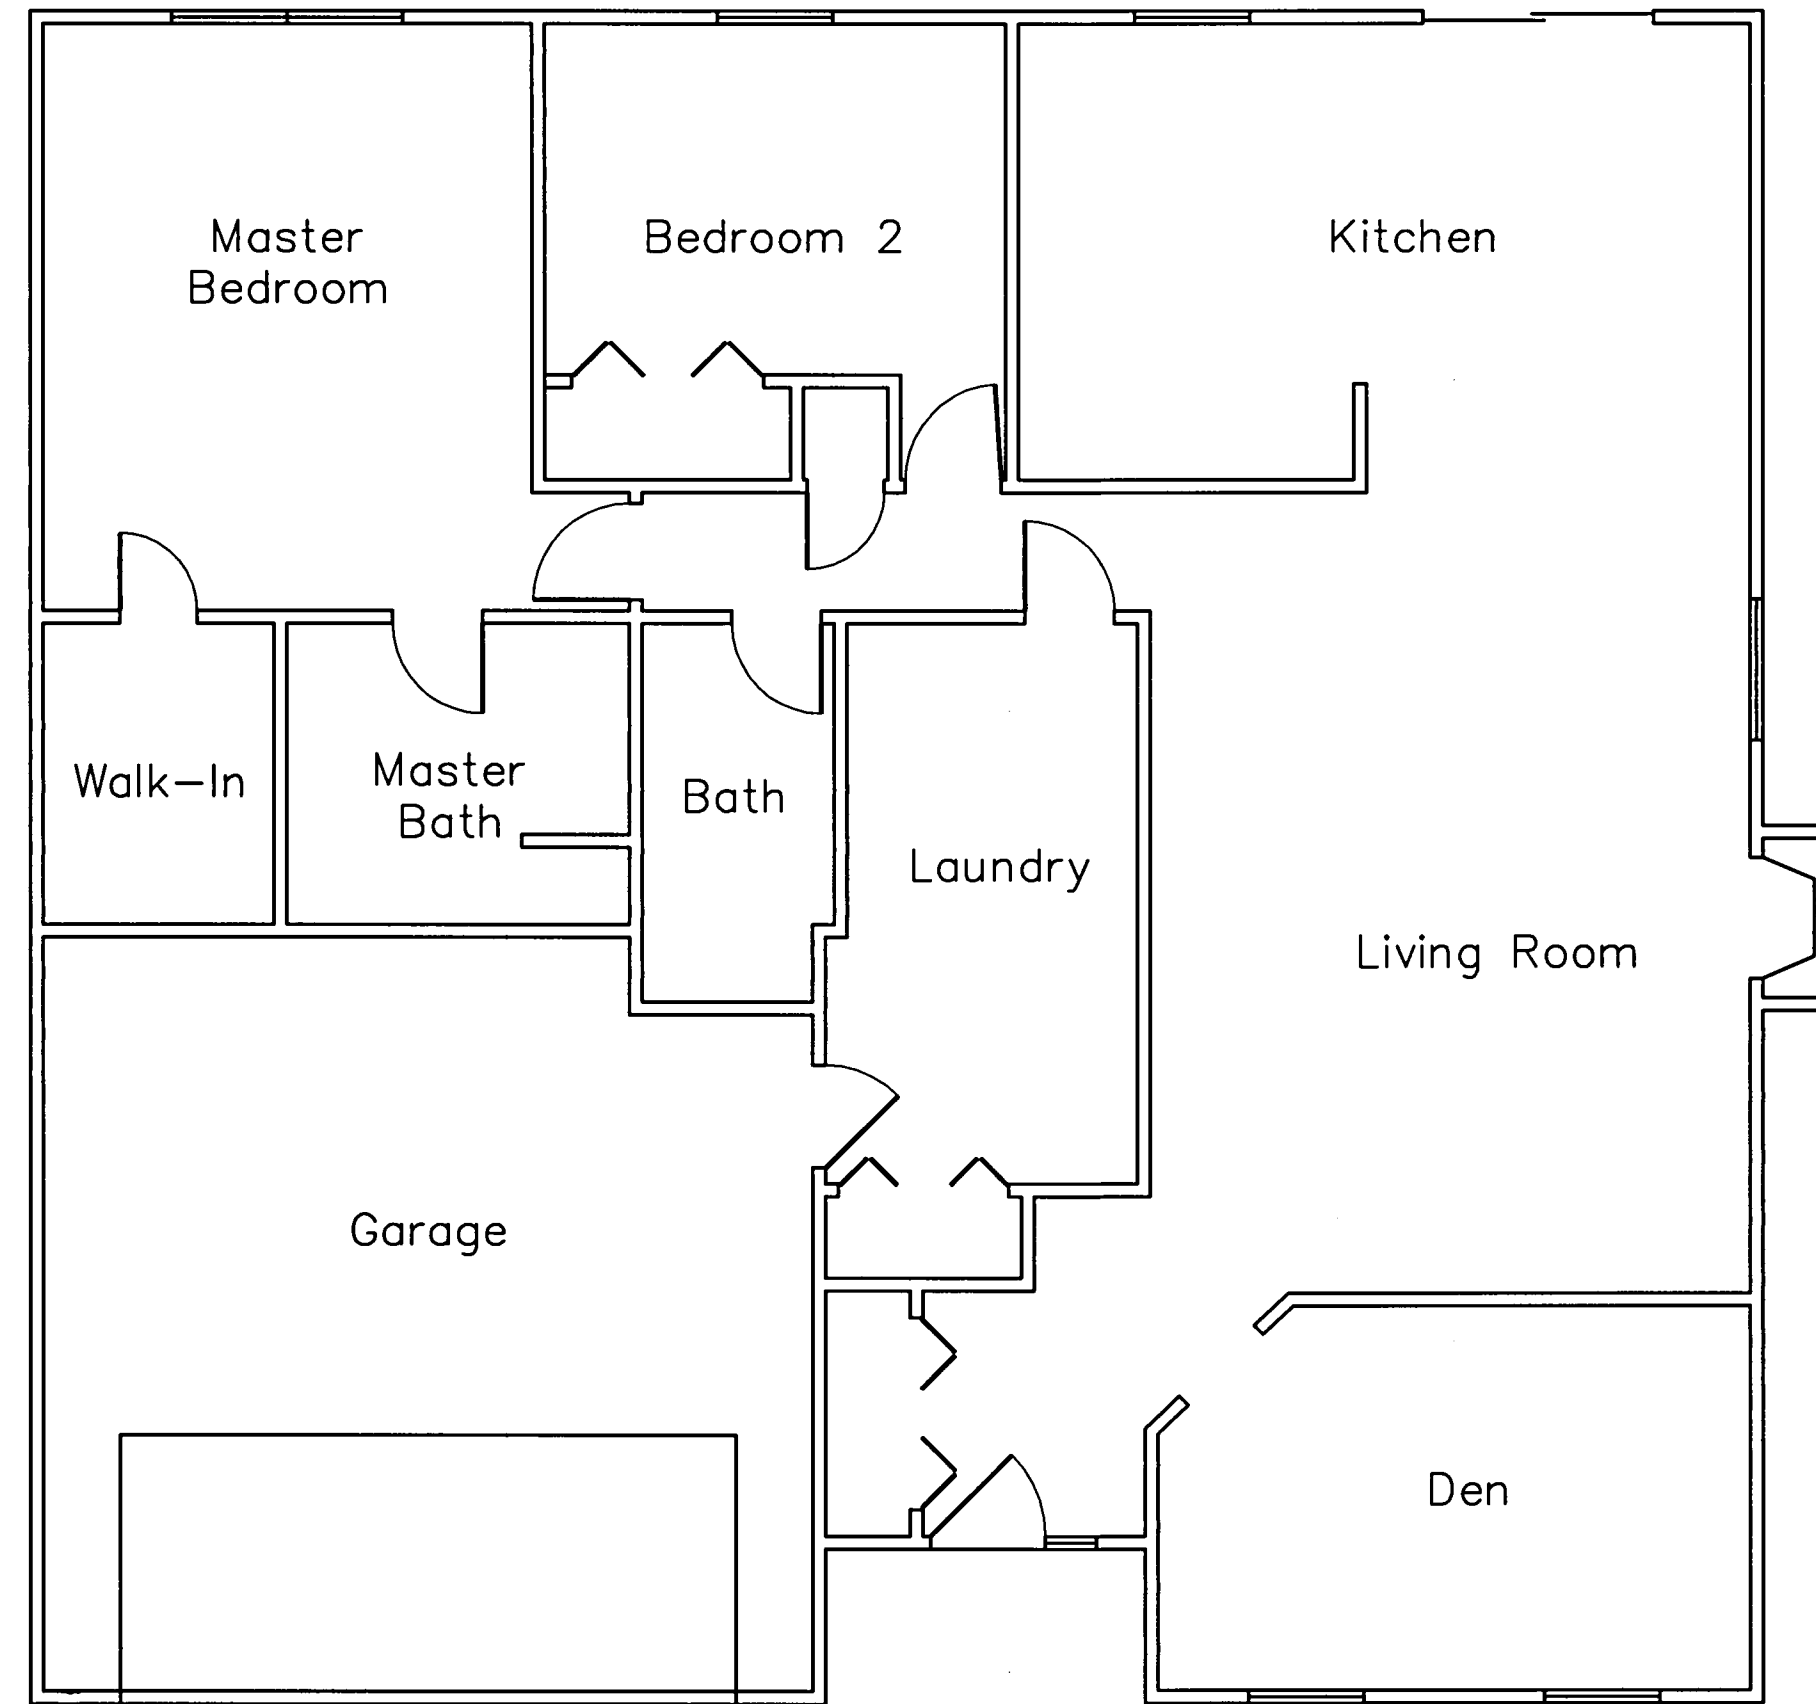 Master
Bedroom
Bedroom 2
Kitchen
Walk-In
Master
Bath
Bath
Laundry
Living Room
Garage
Den